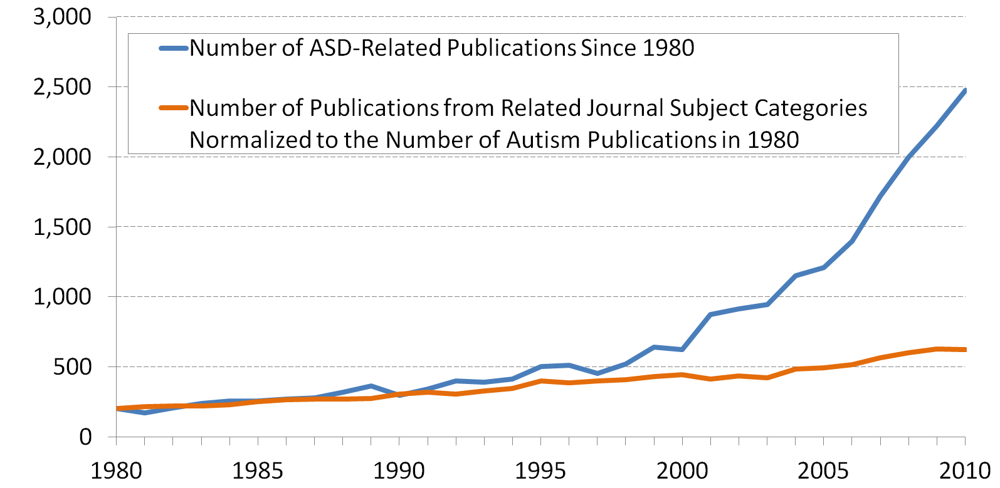 3,000
Number of ASD-Related Publications Since 1980
2,500
Number of Publications from Related Journal Subject Categories
Normalized to the Number of Autism Publications in 1980
2,000
1,500
1,000
500
0
1980 1985 1990 1995 2000 2005 2010